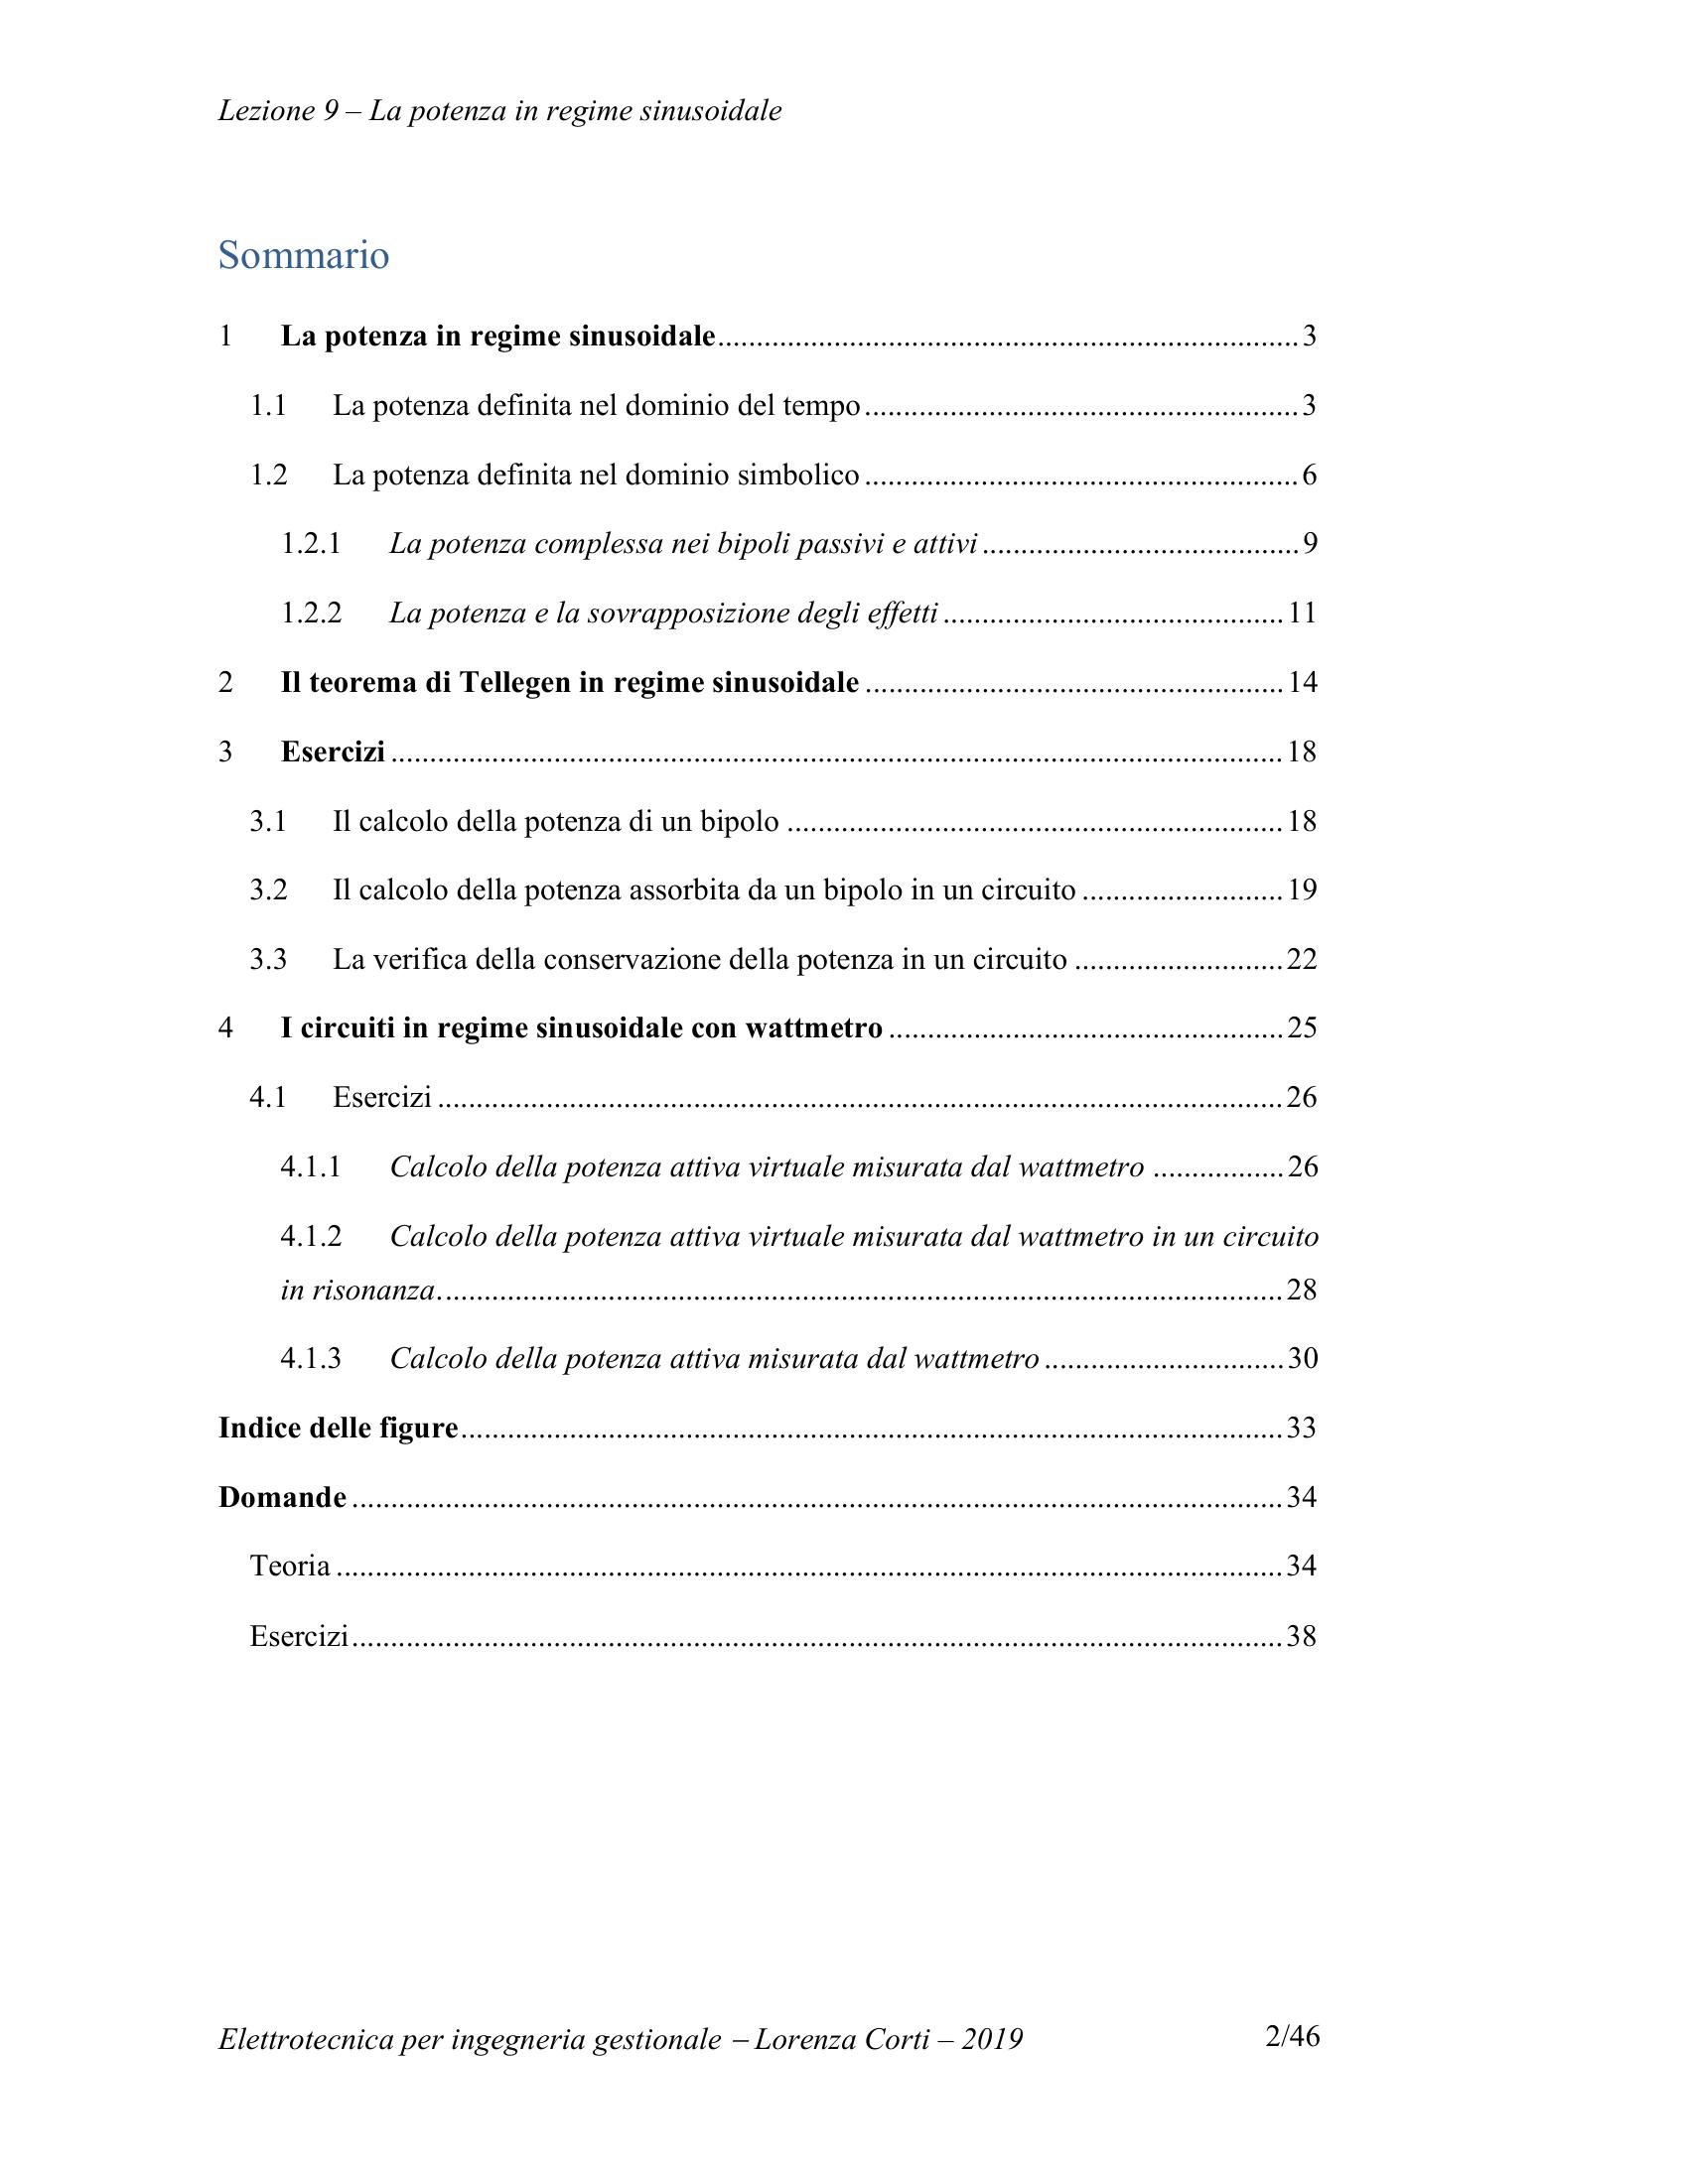 Lezione 9 – La potenza in regime sinusoidale
Sommario
1 La potenza in regime sinusoidale 3
1.1 La potenza definita nel dominio del tempo 3
1.2 La potenza definita nel dominio simbolico 6
1.2.1 La potenza complessa nei bipoli passivi e attivi 9
1.2.2 La potenza e la sovrapposizione degli effetti 11
2 Il teorema di Tellegen in regime sinusoidale 14
3 Esercizi 18
3.1 Il calcolo della potenza di un bipolo 18
3.2 Il calcolo della potenza assorbita da un bipolo in un circuito 19
3.3 La verifica della conservazione della potenza in un circuito 22
4 I circuiti in regime sinusoidale con wattmetro 25
4.1 Esercizi 26
4.1.1 Calcolo della potenza attiva virtuale misurata dal wattmetro 26
4.1.2 Calcolo della potenza attiva virtuale misurata dal wattmetro in un circuito
in risonanza. 28
4.1.3 Calcolo della potenza attiva misurata dal wattmetro 30
Indice delle figure 33
Domande 34
Teoria 34
Esercizi 38
Elettrotecnica per ingegneria gestionale – Lorenza Corti – 2019 2/46